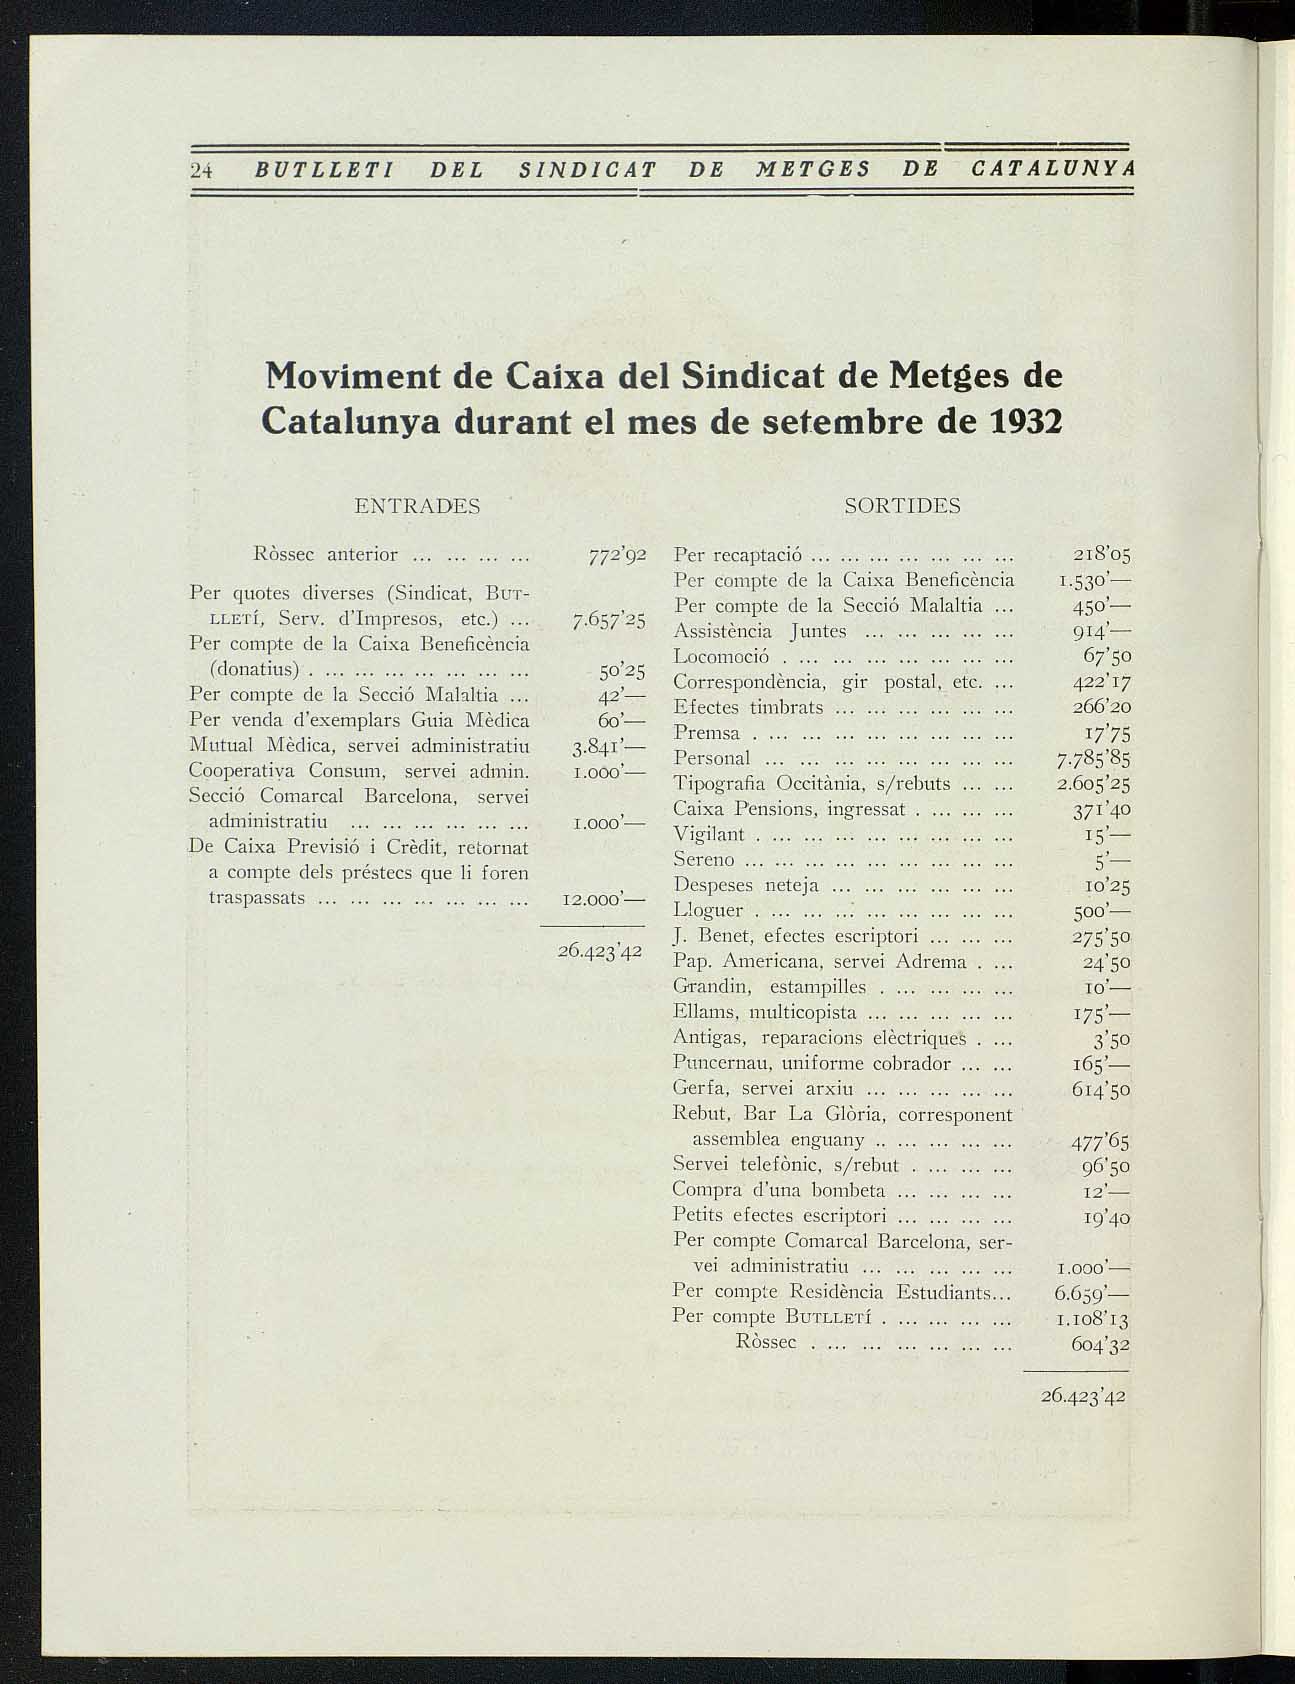 24 BUTLLETI DEL SINDICAT DE METGES DE CATALUNYA
Moviment de Caixa del Sindicat de Metges de
Catalunya durant el mes de setembre de 1932
ENTRADES
Ròssec anterior ... ... ... ... 772'92
Per quotes diverses (Sindicat, BUT-
LLETÍ, Serv. d'Impresos, etc.) ... 7.657'25
Per compte de la Caixa Beneficència
(donatius) . ... ... ... ... ... ... ... 50'25
Per compte de la Secció Malaltia ... 42'—
Per venda d'exemplars Guia Mèdica 60'—
Mutual Mèdica, servei administratiu 3.841'—
Cooperativa Consum, servei admin. 1.000'—
Secció Comarcal Barcelona, servei
administratiu ... ... ... ... ... ... 1.000'—
De Caixa Previsió i Crèdit, retornat
a compte dels préstecs que li foren
traspassats ... ... ... ... ... ... ... 12.000'—
26.423'42
SORTIDES
Per recaptació ... ... ... ... ... ... ... 218'05
Per compte de la Caixa Beneficència 1.530'—
Per compte de la Secció Malaltia ... 450'—
Assistència Juntes ... ... ... ... ... 914'—
Locomoció . ... ... ... ... ... ... ... 67'50
Correspondència, gir postal, etc. ... 422'17
Efectes timbrats ... ... ... ... ... ... 266'20
Premsa . ... ... ... ... ... ... ... ... 17'75
Personal ... ... ... ... ... ... ... ... 7.785'85
Tipografia Occitània, s/rebuts ... ... 2.605'25
Caixa Pensions, ingressat . ... ... ... 371'40
Vigilant . ... ... ... ... ... ... ... ... 15'—
Sereno ... ... ... ... ... ... ... ... ... 5'—
Despeses neteja ... ... ... ... ... ... 10'25
Lloguer . ... ... ... ... ... ... ... ... 500'—
J. Benet, efectes escriptori ... ... ... 275'50
Pap. Americana, servei Adrema . ... 24'50
Grandin, estampilles . ... ... ... ... 10'—
Ellams, multicopista ... ... ... ... ... 175'—
Antigas, reparacions elèctriques . ... 3'50
Puncernau, uniforme cobrador ... ... 165'—
Gerfa, servei arxiu ... ... ... ... ... 614'50
Rebut, Bar La Glòria, corresponent
assemblea enguany .. ... ... ... ... 477'65
Servei telefònic, s/rebut . ... ... ... 96'50
Compra d'una bombeta ... ... ... ... 12'—
Petits efectes escriptori ... ... ... ... 19'40
Per compte Comarcal Barcelona, ser-
vei administratiu ... ... ... ... ... 1.000'—
Per compte Residència Estudiants... 6.659'—
Per compte BUTLLETÍ . ... ... ... ... 1.108'13
Ròssec . ... ... ... ... ... ... 604'32
26.423'42